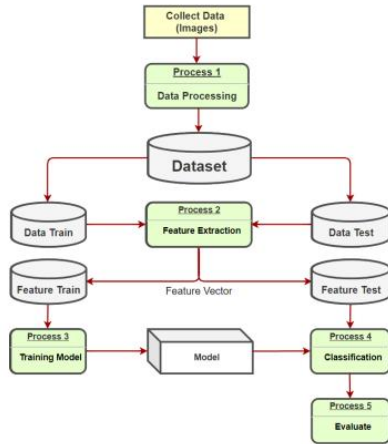 Collect Data
(Images)
Process 1
Data Processing
Dataset
Data Train
Process 2
Feature Extraction
Data Test
Feature Train
Feature Vector
Feature Test
Process 3
Training Model
Model
Process 4
Classification
Process 5
Evaluate